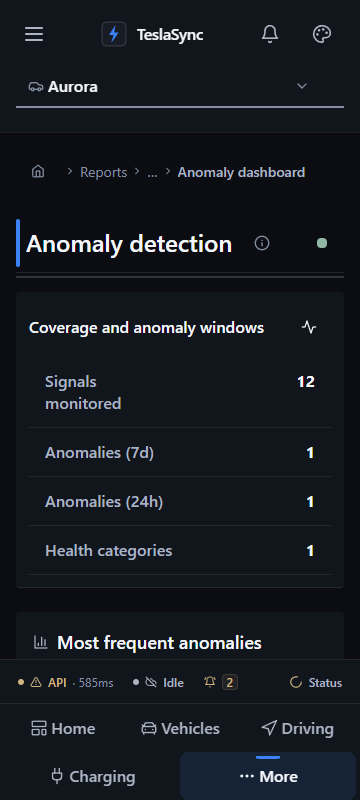 TeslaSync
Aurora
Reports > ... > Anomaly dashboard
Anomaly detection
Coverage and anomaly windows
Signals monitored 12
Anomalies (7d) 1
Anomalies (24h) 1
Health categories 1
Most frequent anomalies
API · 585ms Idle 2 Status
Home Vehicles Driving
Charging More